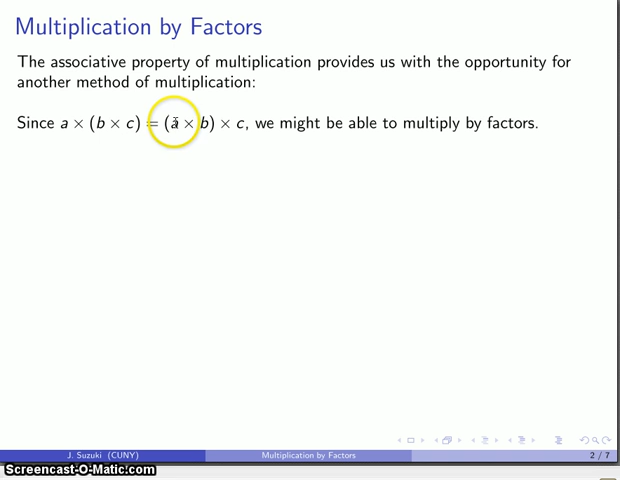 Multiplication by Factors
The associative property of multiplication provides us with the opportunity for
another method of multiplication:
Since a × (b × c) = (a × b) × c, we might be able to multiply by factors.
J. Suzuki (CUNY) Multiplication by Factors 2 / 7
Screencast-O-Matic.com